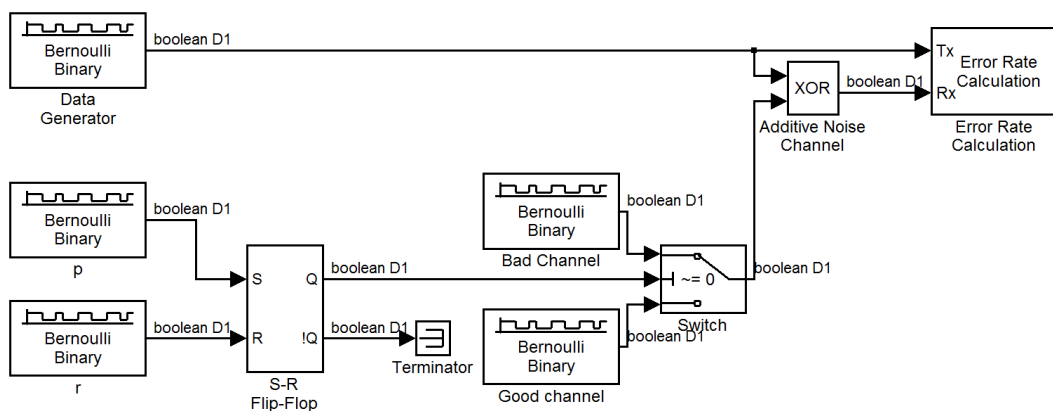 Bernoulli
Binary
Data
Generator
boolean D1
Tx
Rx
Error Rate
Calculation
Error Rate
Calculation
XOR
boolean D1
Additive Noise
Channel
Bernoulli
Binary
p
boolean D1
Bernoulli
Binary
r
boolean D1
S
R
Q
!Q
S-R
Flip-Flop
boolean D1
boolean D1
Terminator
Bernoulli
Binary
Bad Channel
boolean D1
Bernoulli
Binary
Good channel
boolean D1
~= 0
Switch
boolean D1